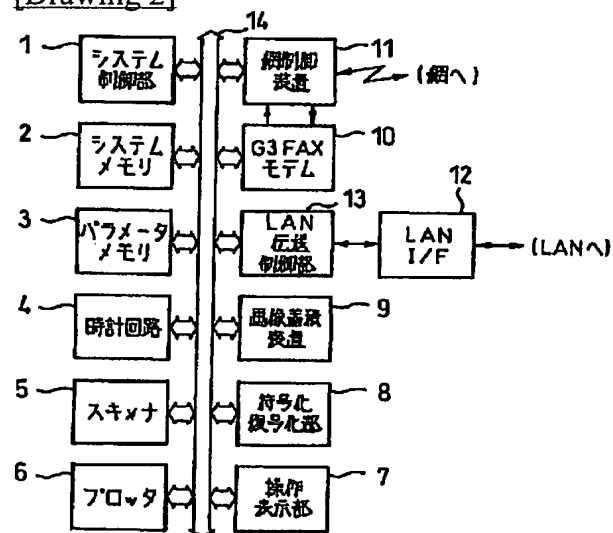 [Drawing 2]
14
1
システム
制御部
11
網制御
装置
(網へ)
2
システム
メモリ
10
G3 FAX
モデム
3
パラメータ
メモリ
13
LAN
伝送
制御部
12
LAN
I/F
(LANへ)
4
時計回路
9
画像蓄積
装置
5
スキャナ
8
符号化
復号化部
6
プロッタ
7
操作
表示部